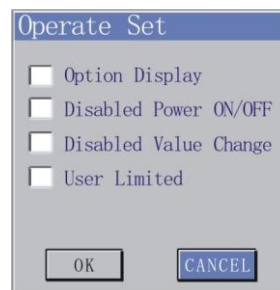 Operate Set
Option Display
Disabled Power ON/OFF
Disabled Value Change
User Limited
OK
CANCEL